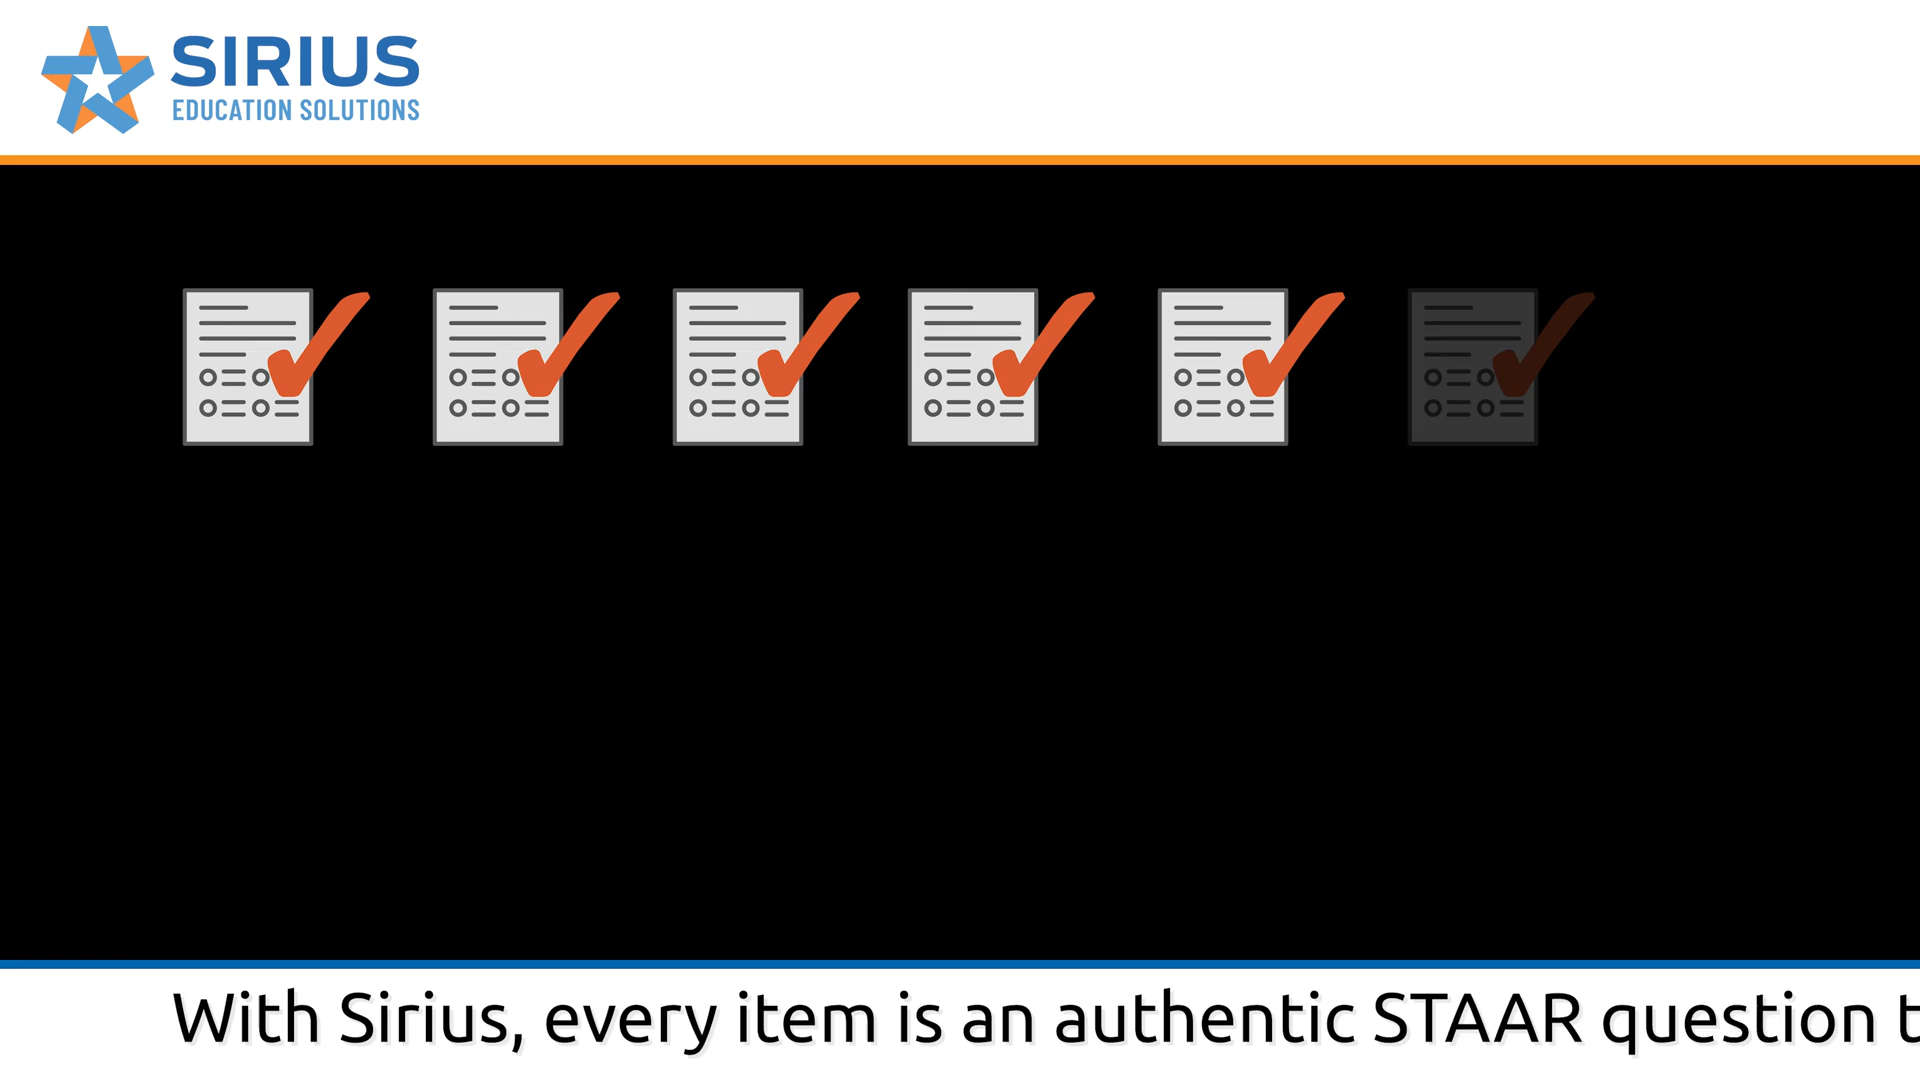 SIRIUS
EDUCATION SOLUTIONS
With Sirius, every item is an authentic STAAR question